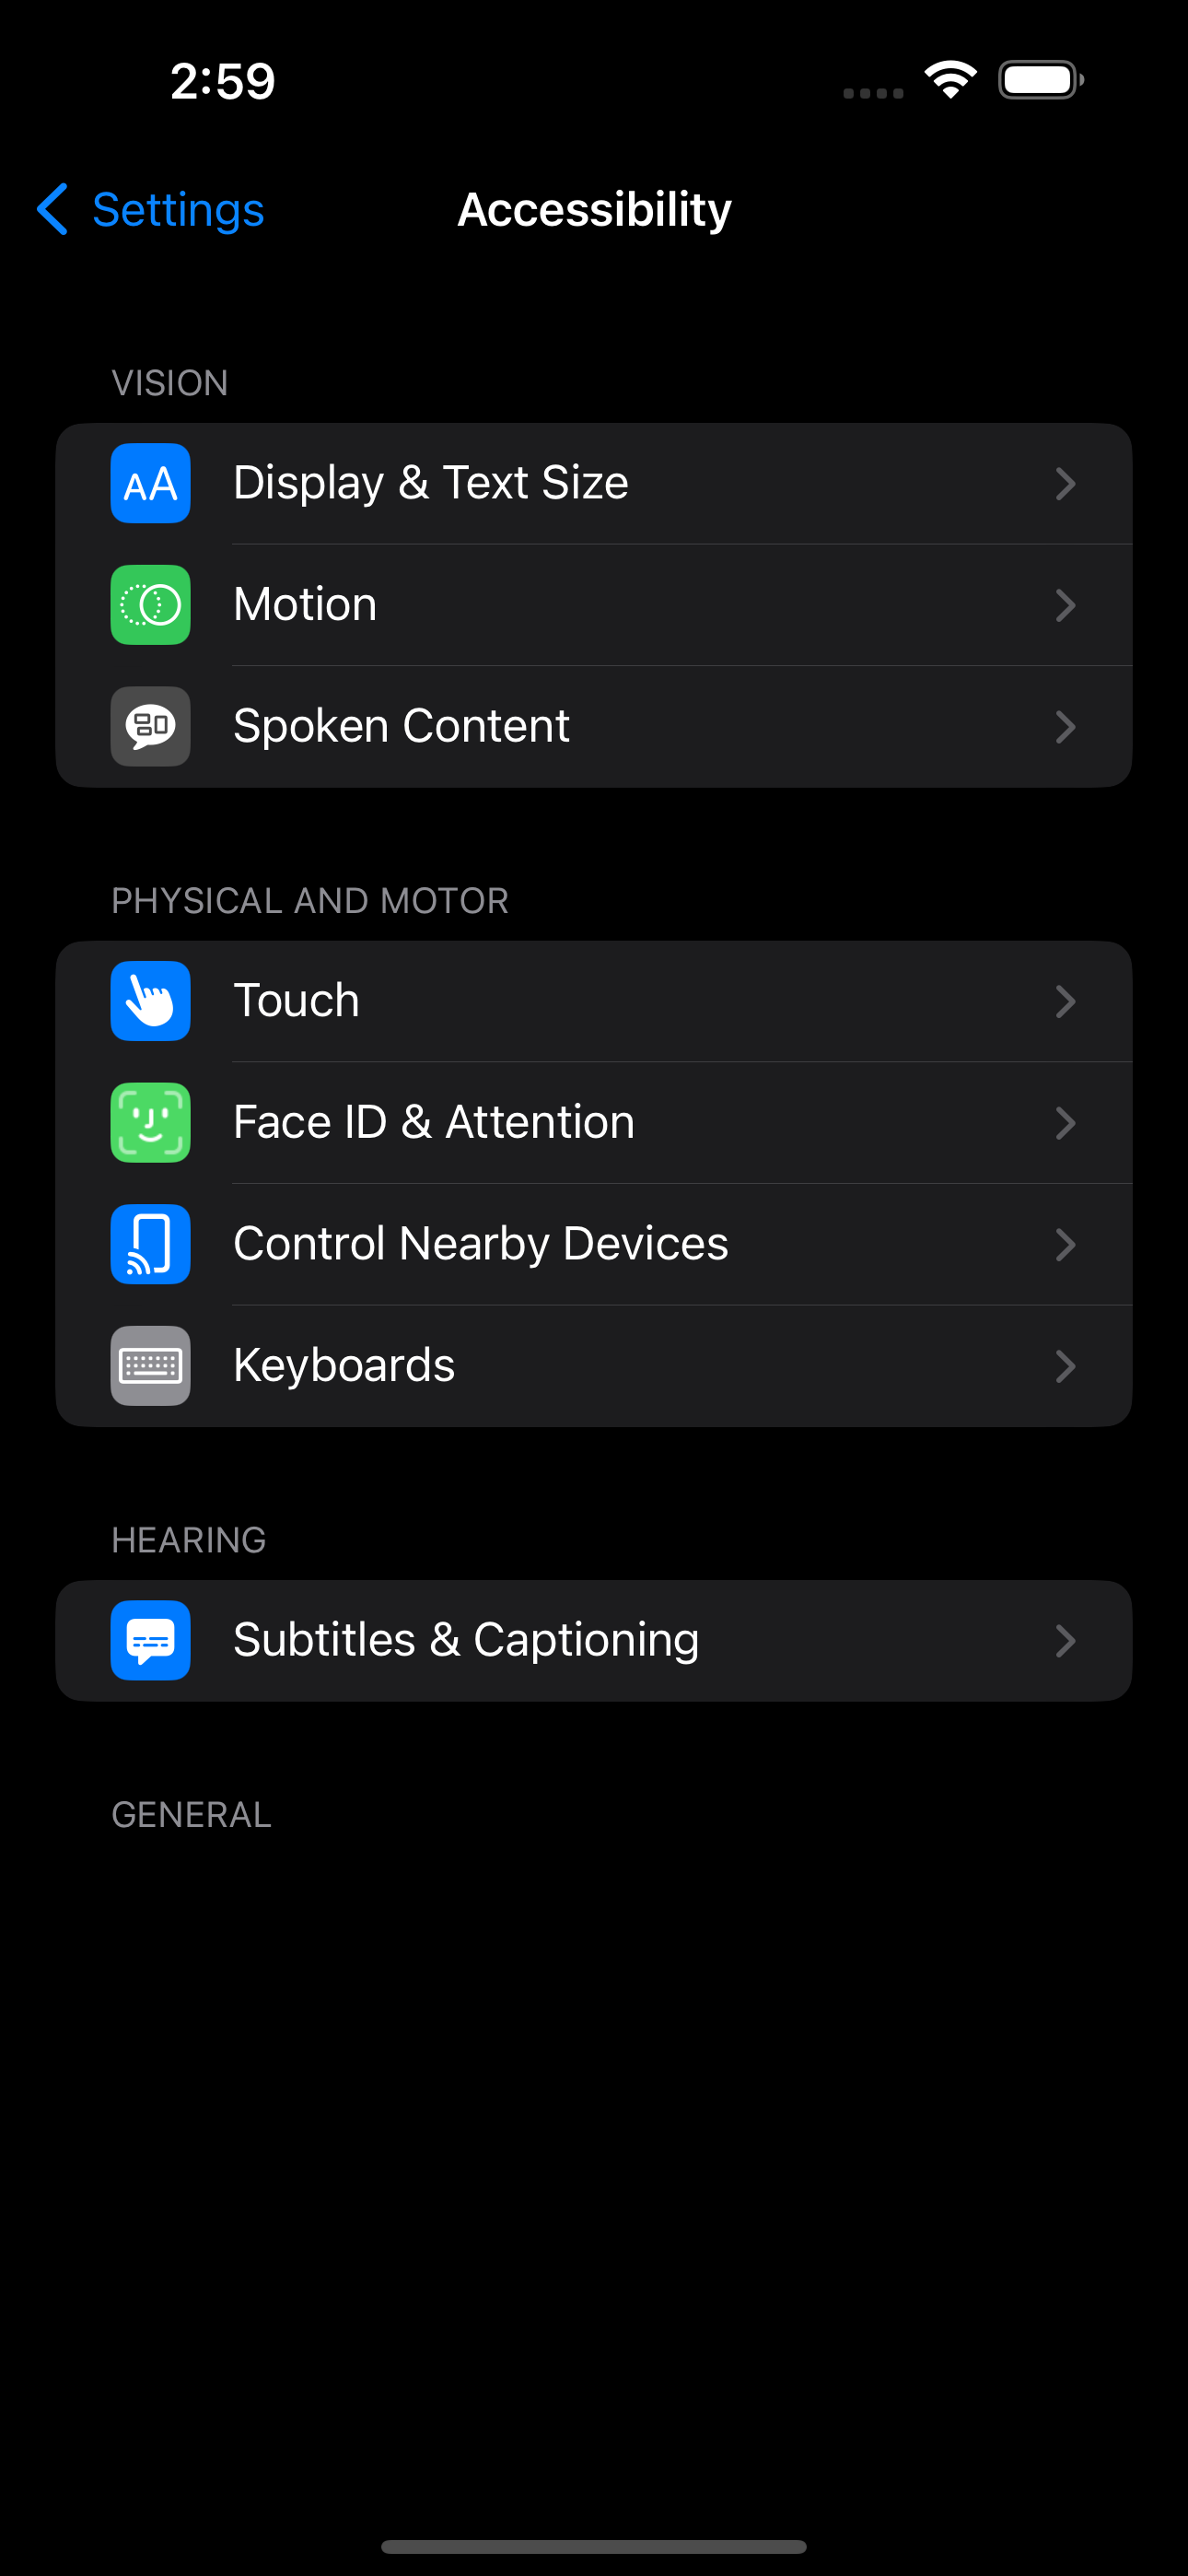 2:59
Settings
Accessibility
VISION
AA
Display & Text Size
Motion
Spoken Content
PHYSICAL AND MOTOR
Touch
Face ID & Attention
Control Nearby Devices
Keyboards
HEARING
Subtitles & Captioning
GENERAL